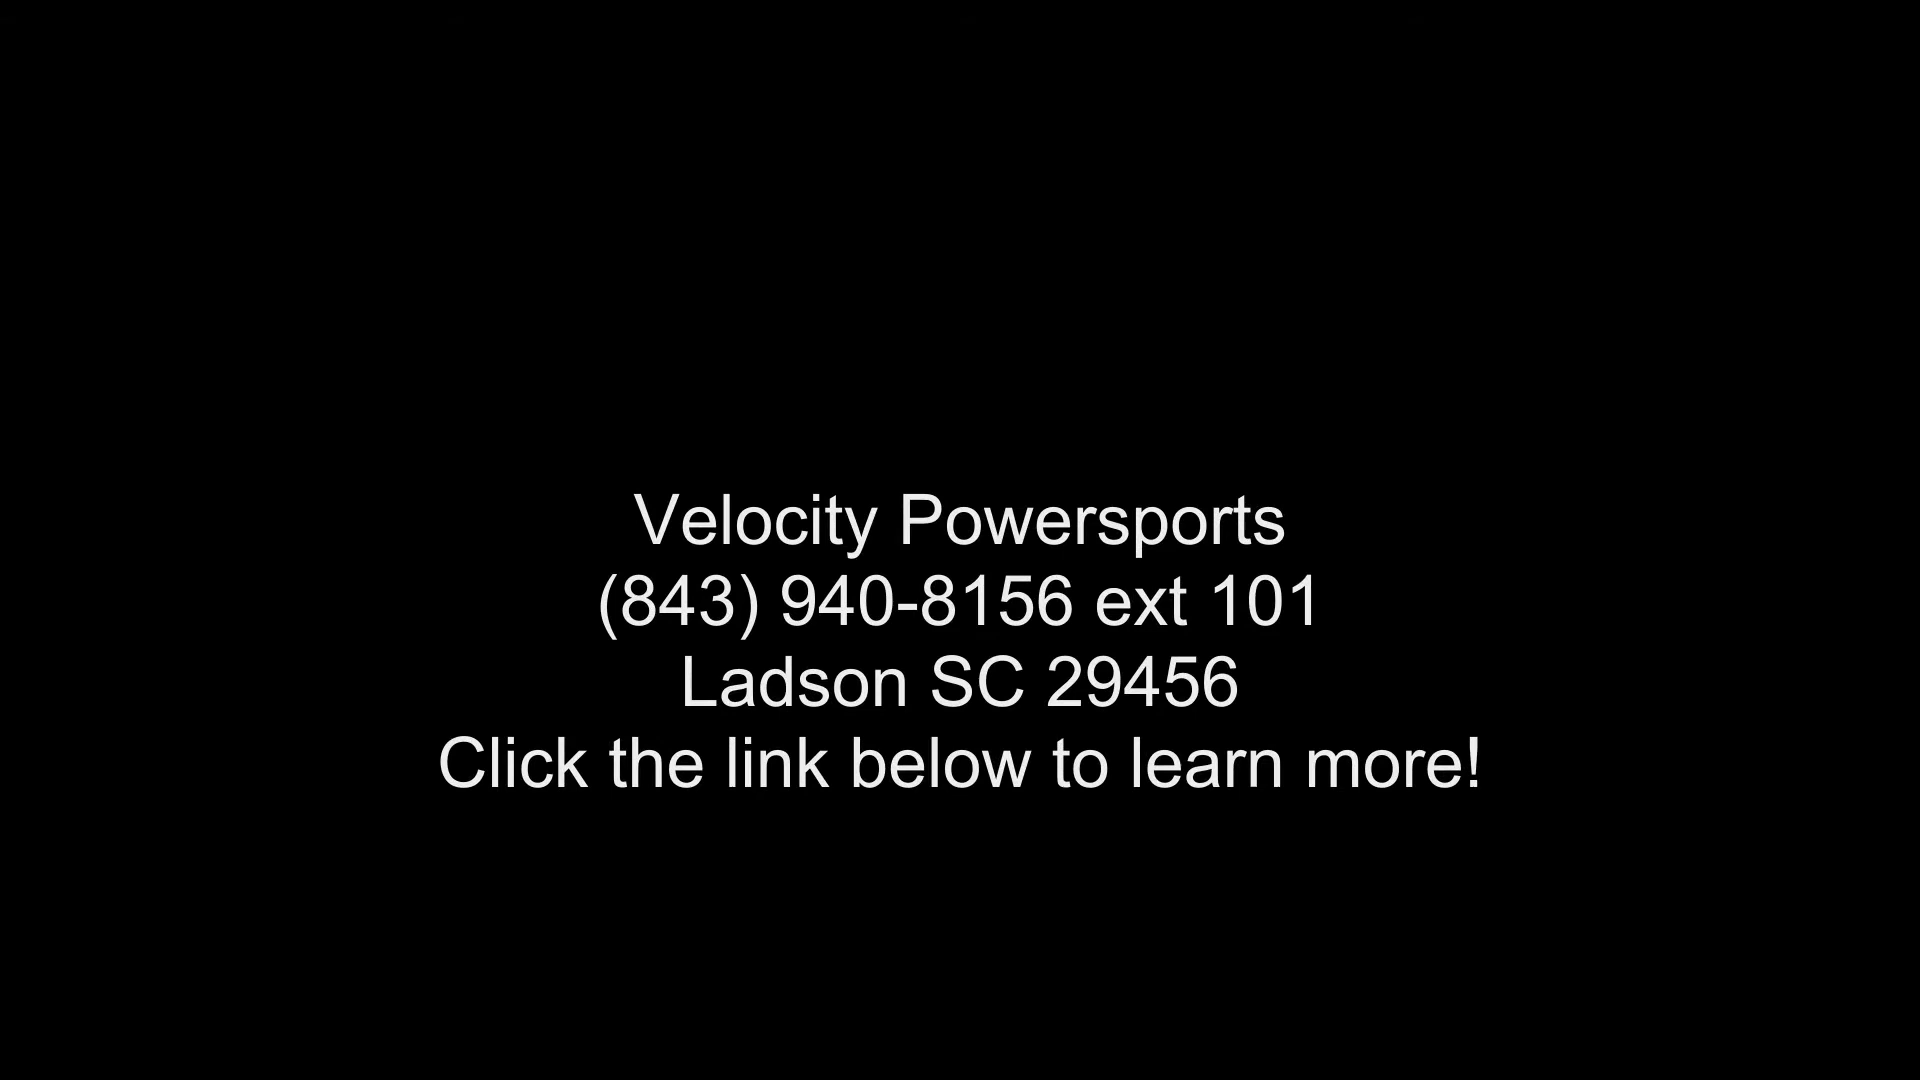 Velocity Powersports
(843) 940-8156 ext 101
Ladson SC 29456
Click the link below to learn more!